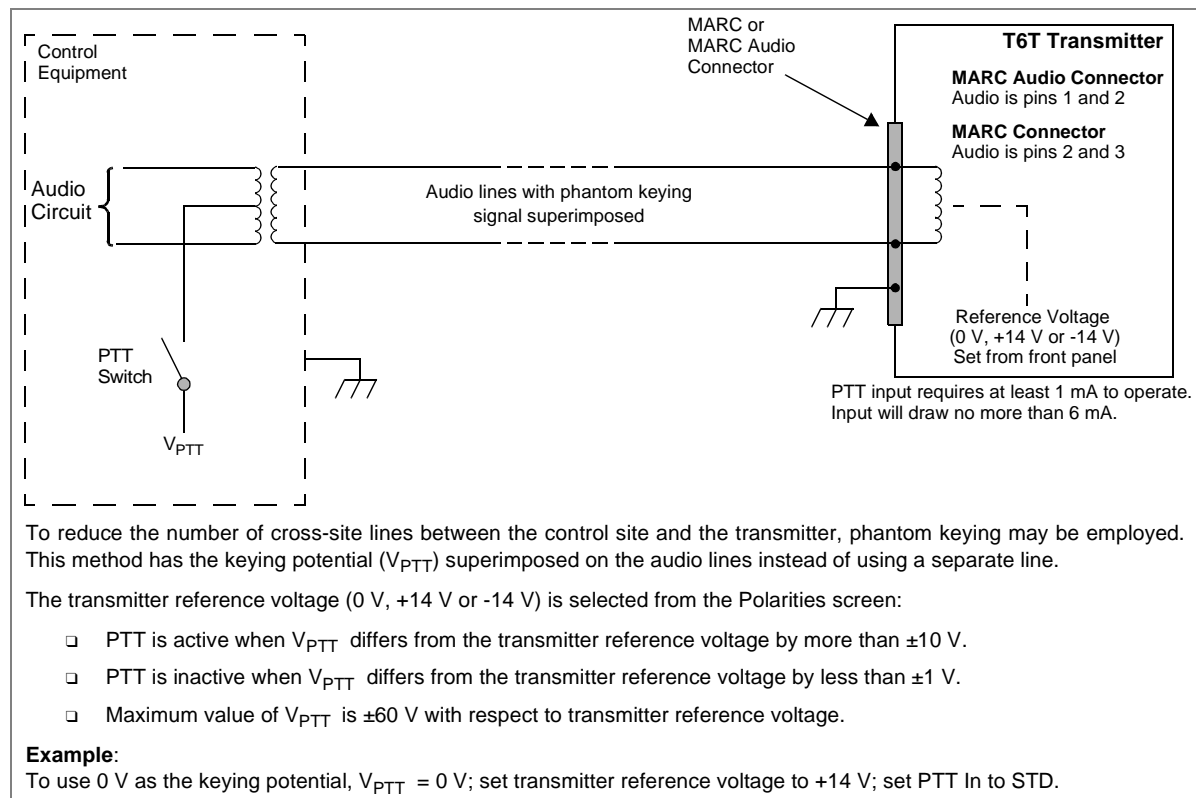 Control
Equipment
MARC or
MARC Audio
Connector
T6T Transmitter
MARC Audio Connector
Audio is pins 1 and 2
MARC Connector
Audio is pins 2 and 3
Audio
Circuit
Audio lines with phantom keying
signal superimposed
Reference Voltage
(0 V, +14 V or -14 V)
Set from front panel
PTT
Switch
VPTT
PTT input requires at least 1 mA to operate.
Input will draw no more than 6 mA.
To reduce the number of cross-site lines between the control site and the transmitter, phantom keying may be employed.
This method has the keying potential (VPTT) superimposed on the audio lines instead of using a separate line.
The transmitter reference voltage (0 V, +14 V or -14 V) is selected from the Polarities screen:
❑ PTT is active when VPTT differs from the transmitter reference voltage by more than ±10 V.
❑ PTT is inactive when VPTT differs from the transmitter reference voltage by less than ±1 V.
❑ Maximum value of VPTT is ±60 V with respect to transmitter reference voltage.
Example:
To use 0 V as the keying potential, VPTT = 0 V; set transmitter reference voltage to +14 V; set PTT In to STD.